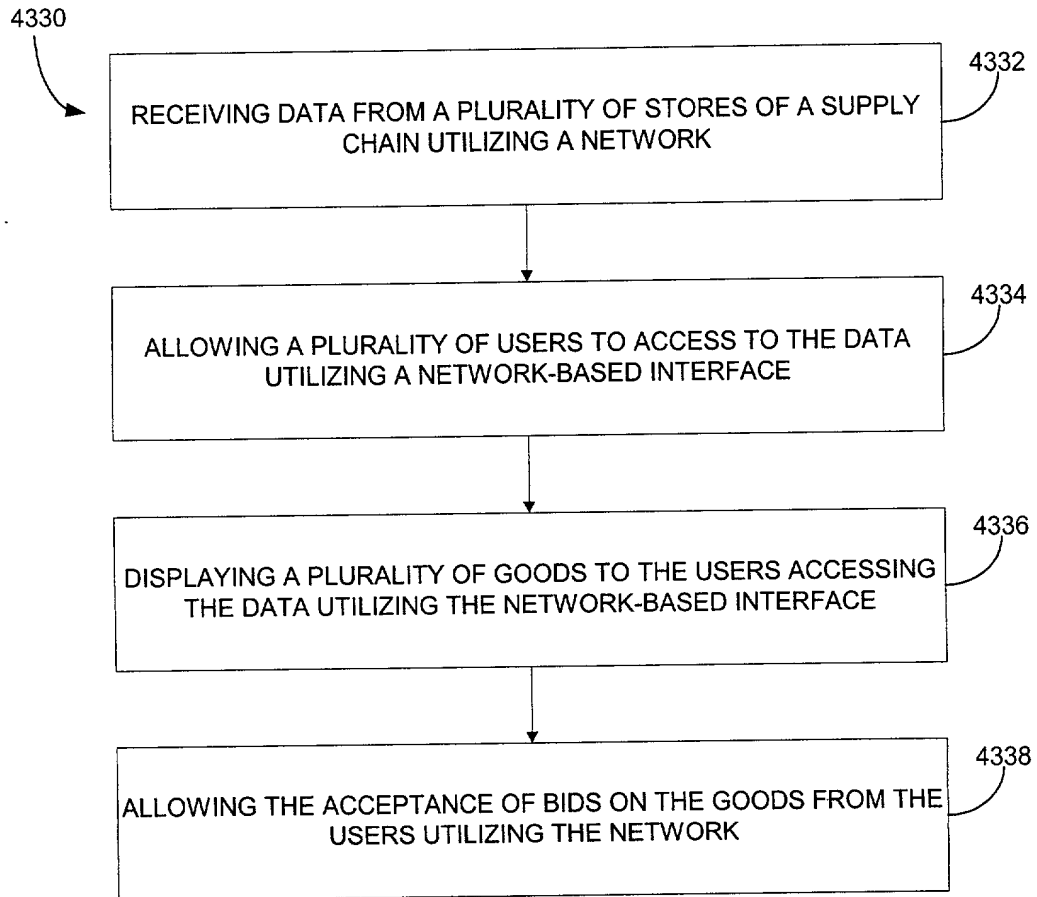 4330
4332
RECEIVING DATA FROM A PLURALITY OF STORES OF A SUPPLY
CHAIN UTILIZING A NETWORK
4334
ALLOWING A PLURALITY OF USERS TO ACCESS TO THE DATA
UTILIZING A NETWORK-BASED INTERFACE
4336
DISPLAYING A PLURALITY OF GOODS TO THE USERS ACCESSING
THE DATA UTILIZING THE NETWORK-BASED INTERFACE
4338
ALLOWING THE ACCEPTANCE OF BIDS ON THE GOODS FROM THE
USERS UTILIZING THE NETWORK